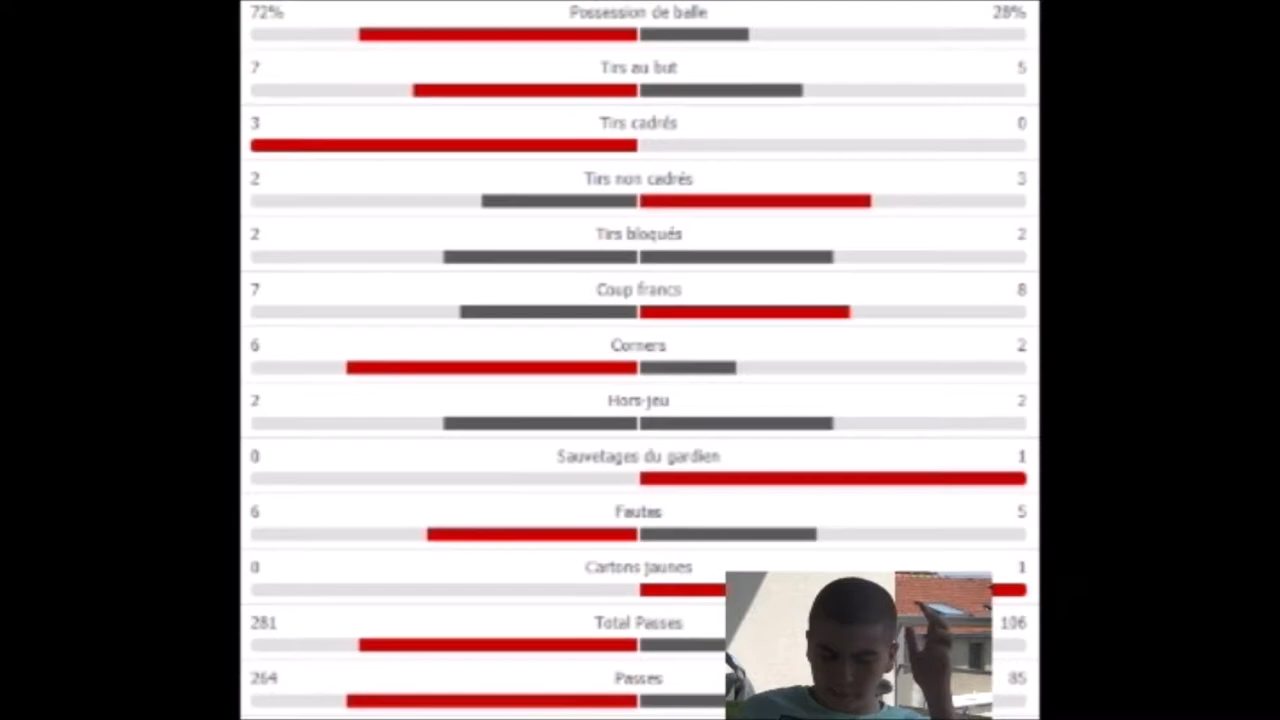 72% Possession de balle 28%
7 Tirs au but 5
3 Tirs cadrés 0
2 Tirs non cadrés 3
2 Tirs bloqués 2
7 Coup francs 8
6 Corners 2
2 Hors-jeu 2
0 Sauvetages du gardien 1
6 Fautes 5
0 Cartons jaunes 1
281 Total Passes 106
264 Passes 85